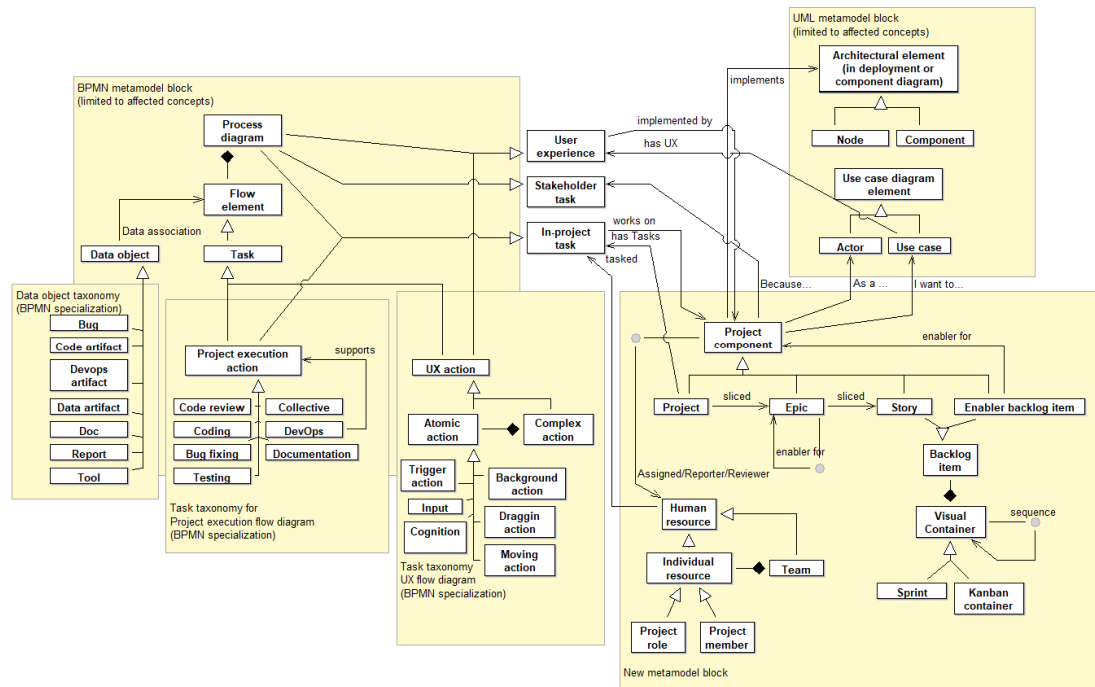 UML metamodel block
(limited to affected concepts)
Architectural element
(in deployment or
component diagram)
implements
Node
Component
Use case diagram
element
Actor
Use case
BPMN metamodel block
(limited to affected concepts)
Process
diagram
Flow
element
Data association
Data object
Task
User
experience
implemented by
has UX
Stakeholder
task
In-project
task
works on
has Tasks
tasked
Because...
As a ...
I want to...
Data object taxonomy
(BPMN specialization)
Bug
Code artifact
Devops
artifact
Data artifact
Doc
Report
Tool
Project execution
action
supports
Code review
Collective
Coding
DevOps
Bug fixing
Documentation
Testing
Task taxonomy for
Project execution flow diagram
(BPMN specialization)
UX action
Atomic
action
Complex
action
Trigger
action
Background
action
Input
Cognition
Draggin
action
Moving
action
Task taxonomy
UX flow diagram
(BPMN specialization)
Project
component
enabler for
Project
sliced
Epic
sliced
Story
Enabler backlog item
enabler for
Backlog
item
Assigned/Reporter/Reviewer
Human
resource
Visual
Container
sequence
Individual
resource
Team
Sprint
Kanban
container
Project
role
Project
member
New metamodel block